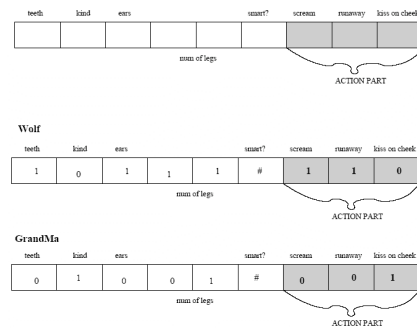 teeth kind ears smart? scream runaway kiss on cheek
num of legs
ACTION PART
Wolf
teeth kind ears smart? scream runaway kiss on cheek
1 0 1 1 1 # 1 1 0
num of legs
ACTION PART
GrandMa
teeth kind ears smart? scream runaway kiss on cheek
0 1 0 0 1 # 0 0 1
num of legs
ACTION PART